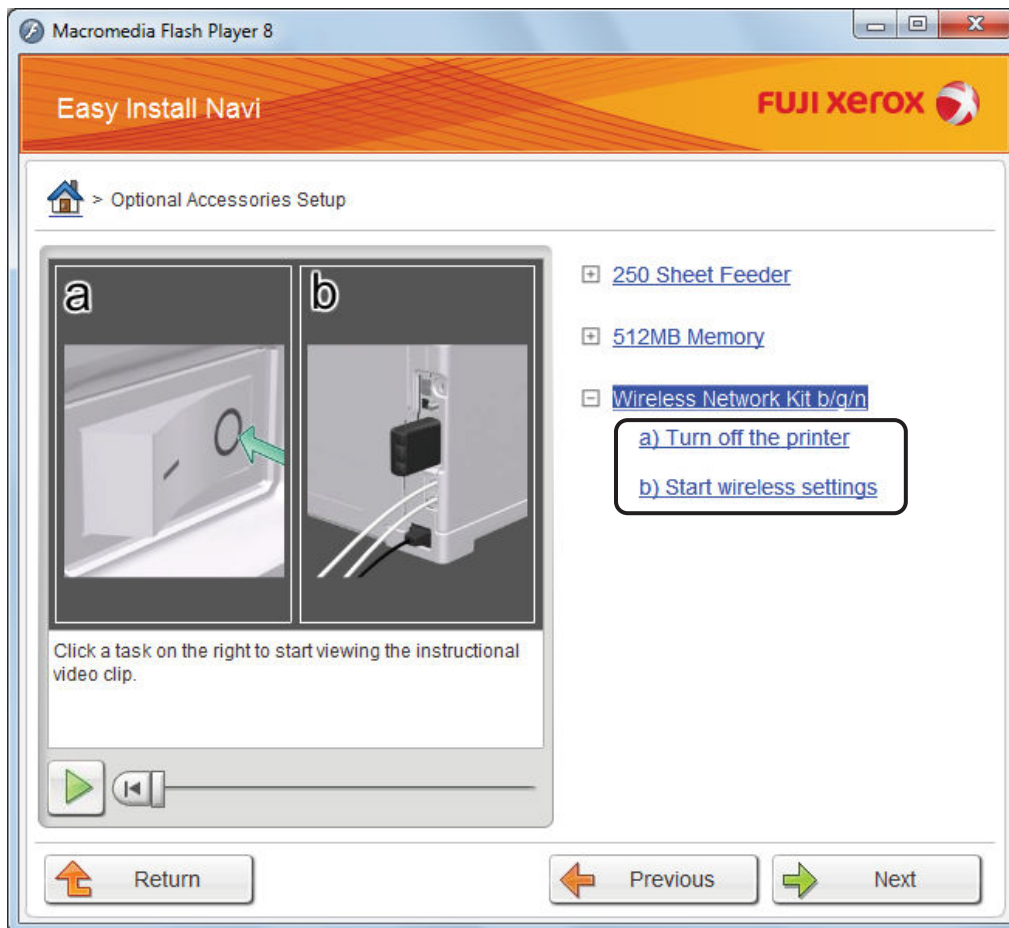 Macromedia Flash Player 8
Easy Install Navi
FUJI xerox
> Optional Accessories Setup
a
b
Click a task on the right to start viewing the instructional
video clip.
250 Sheet Feeder
512MB Memory
Wireless Network Kit b/g/n
a) Turn off the printer
b) Start wireless settings
Return
Previous
Next